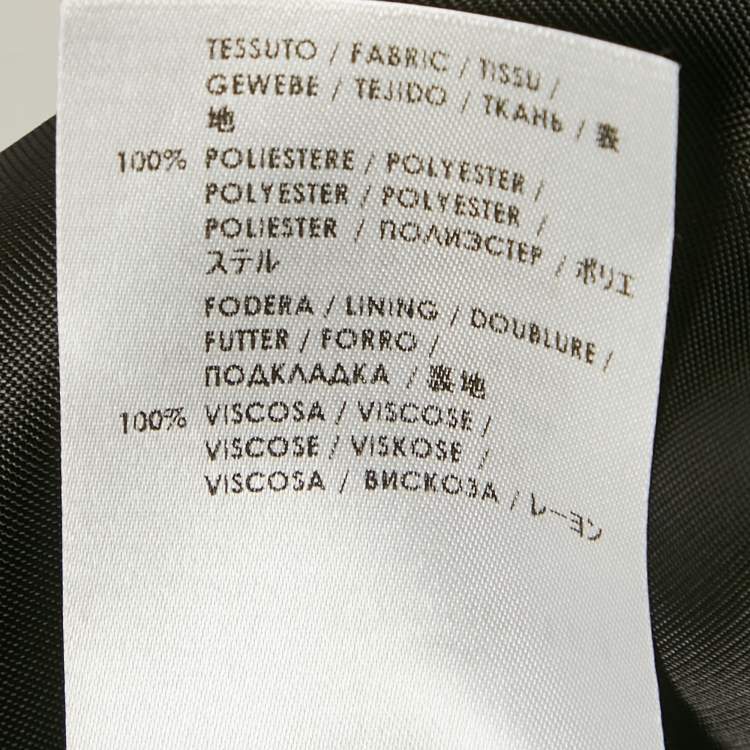 TESSUTO / FABRIC / TISSU /
GEWEBE / TEJIDO / ТКАНЬ / 表
地
100% POLIESTERE / POLYESTER /
POLYESTER / POLYESTER /
POLIESTER / ПОЛИЭСТЕР / ポリエ
ステル
FODERA / LINING / DOUBLURE /
FUTTER / FORRO /
ПОДКЛАДКА / 裏地
100% VISCOSA / VISCOSE /
VISCOSE / VISKOSE /
VISCOSA / ВИСКОЗА / レーヨン